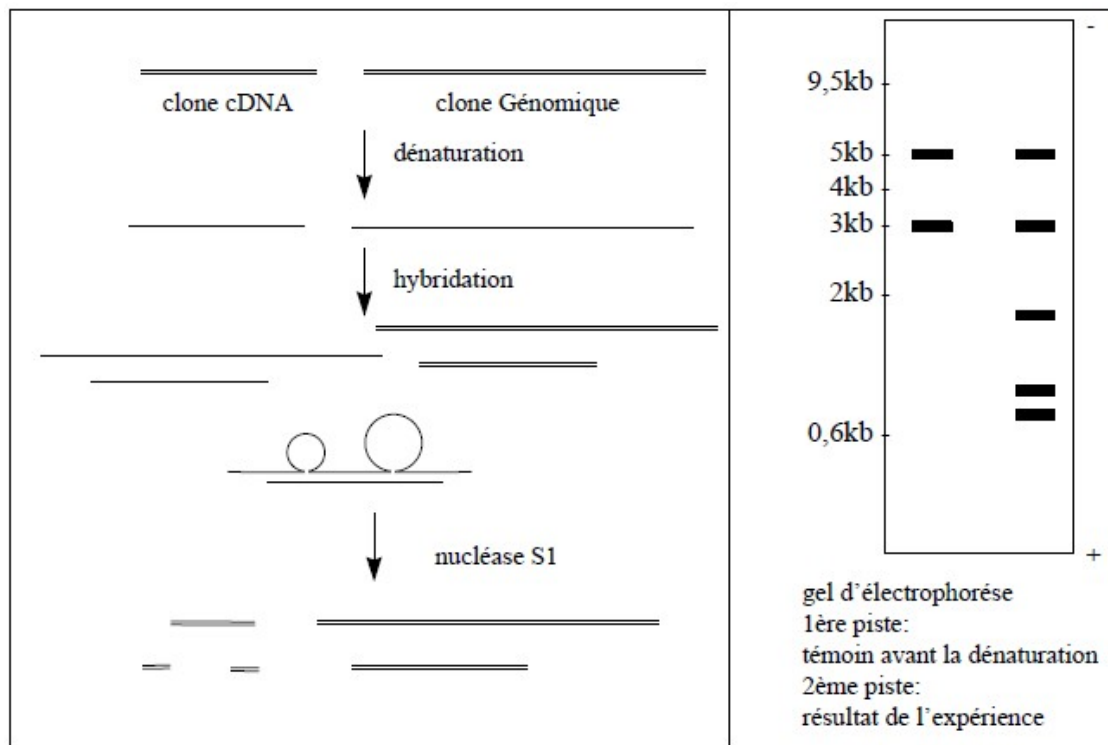 clone cDNA
clone Génomique
dénaturation
hybridation
nucléase S1
-
9,5kb
5kb
4kb
3kb
2kb
0,6kb
+
gel d’électrophorése
1ère piste:
témoin avant la dénaturation
2ème piste:
résultat de l’expérience